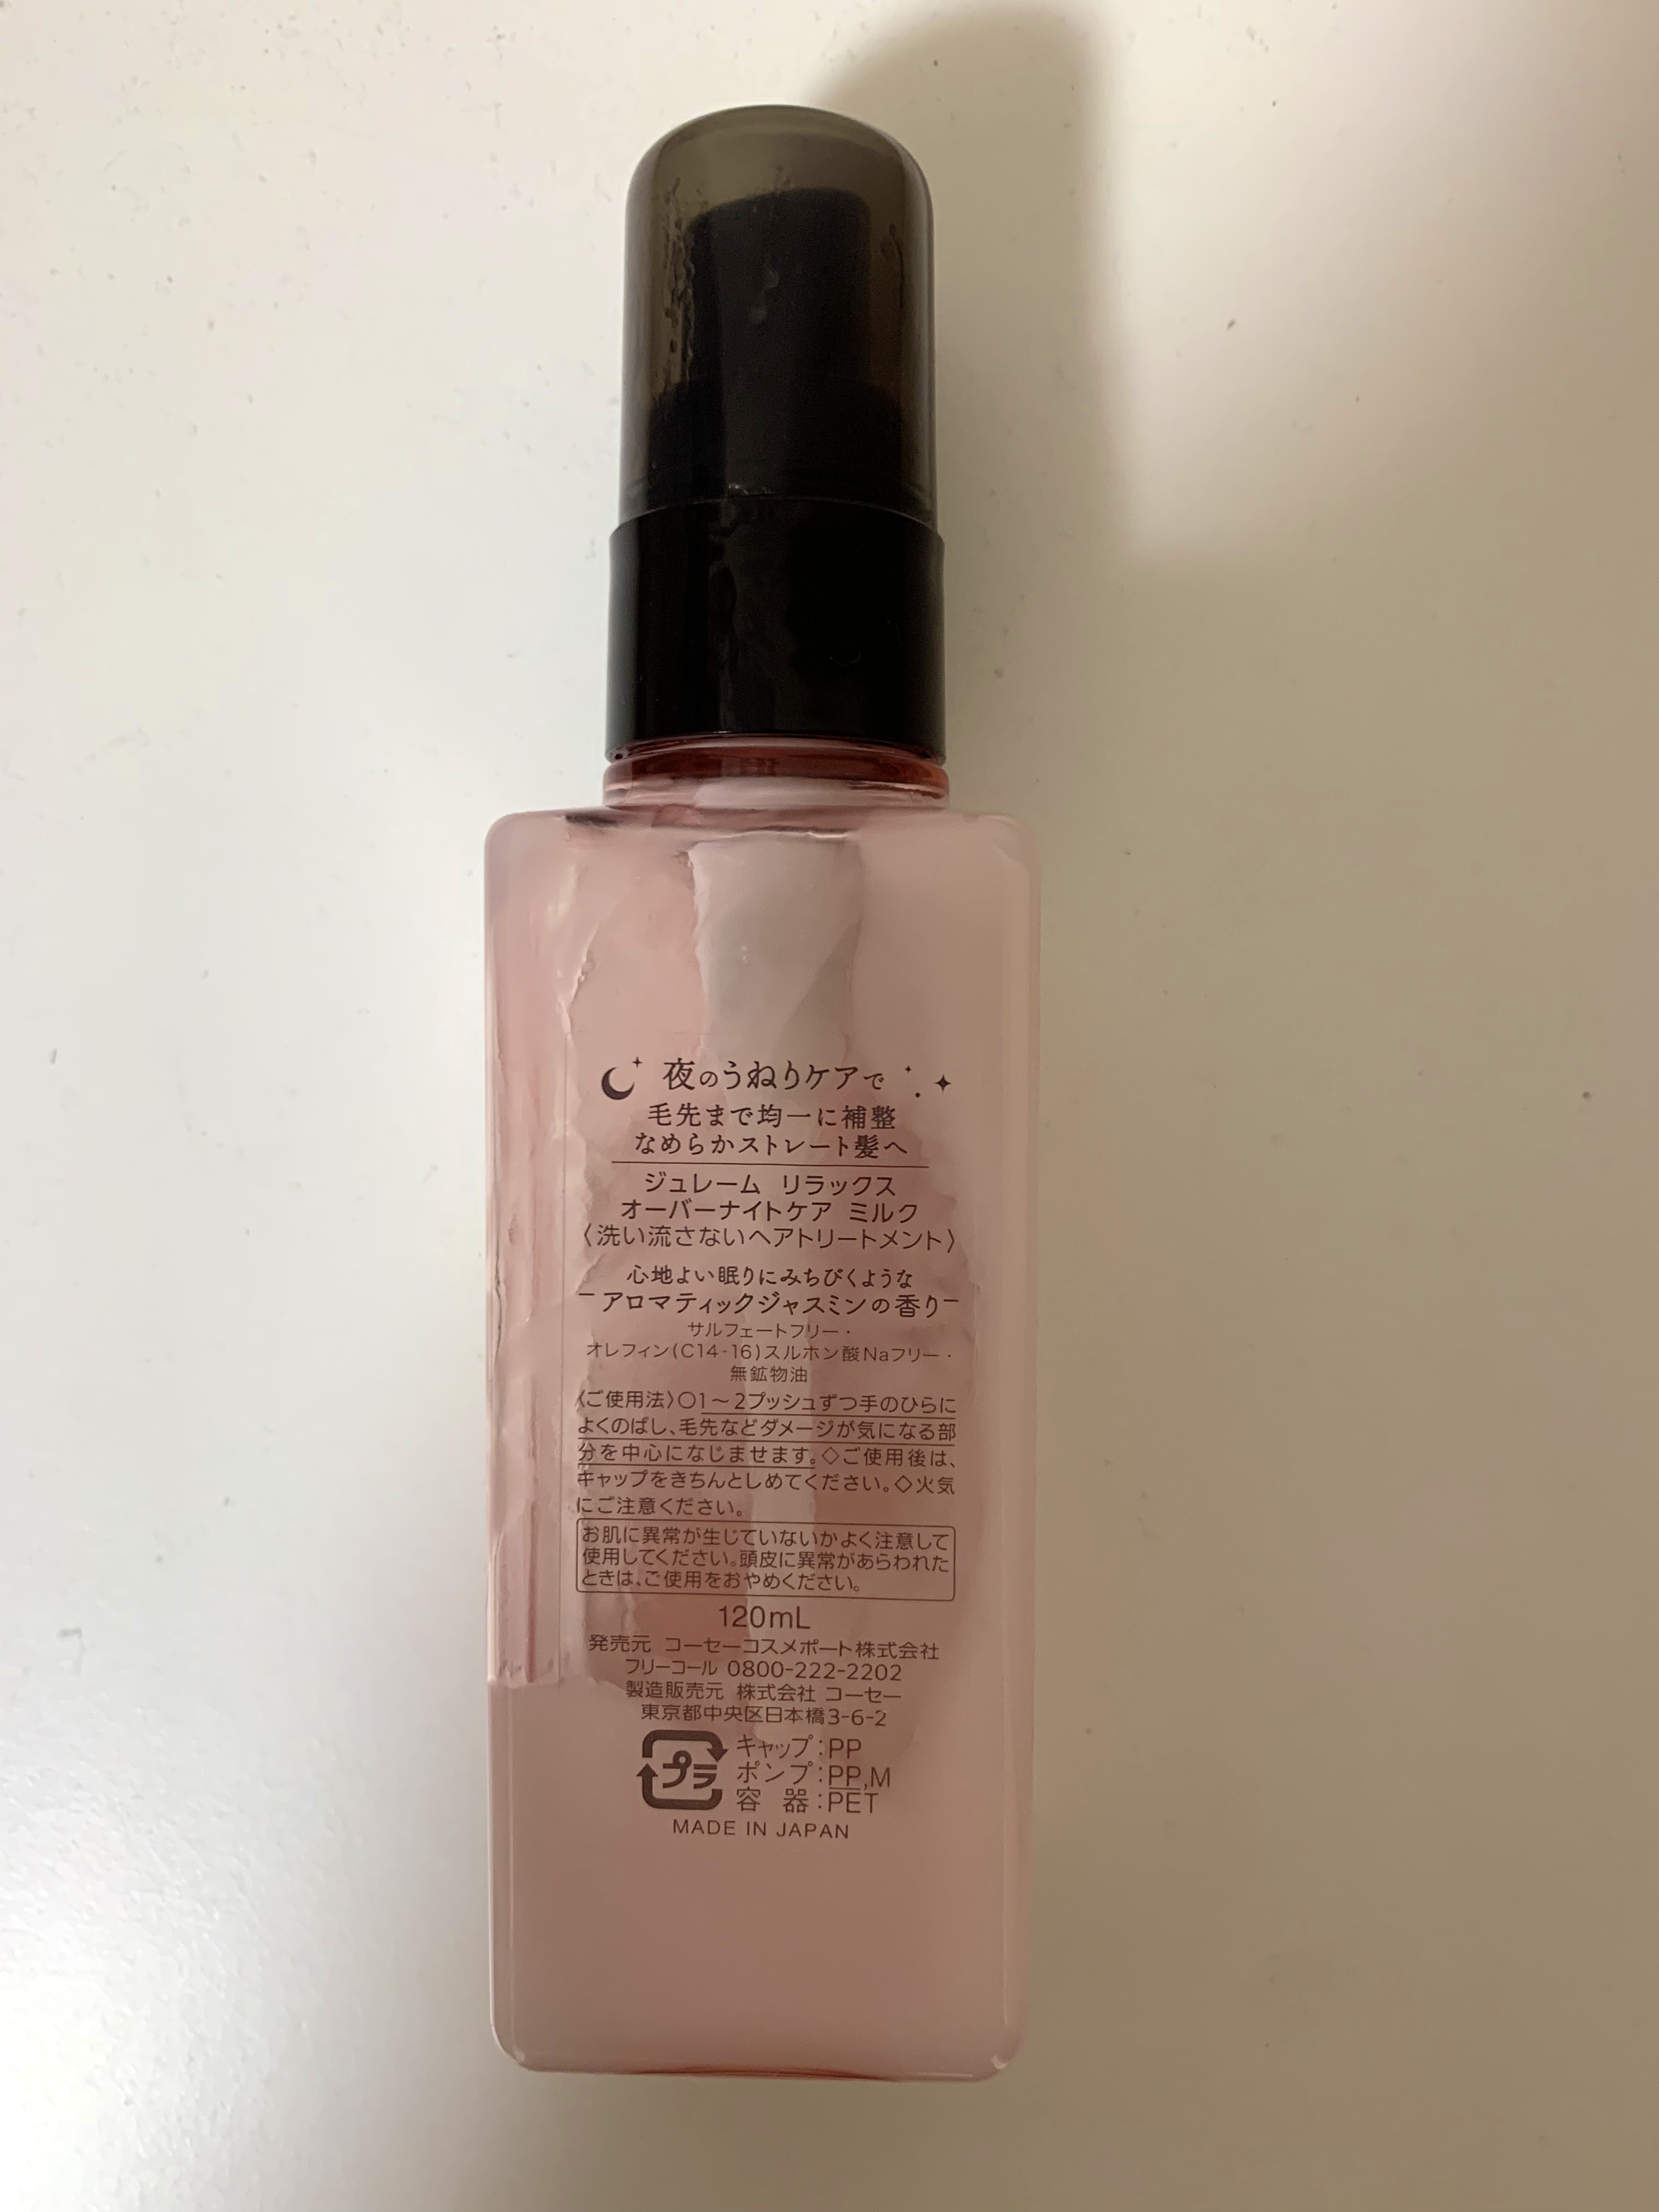 夜のうねりケアで
毛先まで均一に補整
なめらかストレート髪へ
ジュレーム リラックス
オーバーナイトケア ミルク
〈洗い流さないヘアトリートメント〉
心地よい眠りにみちびくような
アロマティックジャスミンの香り
サルフェートフリー・
オレフィン(C14-16)スルホン酸Naフリー・
無鉱物油
〈ご使用法〉○1～2プッシュずつ手のひらに
よくのばし、毛先などダメージが気になる部
分を中心になじませます。◇ご使用後は、
キャップをきちんとしめてください。◇火気
にご注意ください。
お肌に異常が生じていないかよく注意して
使用してください。頭皮に異常があらわれた
ときは、ご使用をおやめください。
120mL
発売元 コーセーコスメポート株式会社
フリーコール 0800-222-2202
製造販売元 株式会社 コーセー
東京都中央区日本橋3-6-2
プラ キャップ:PP
ポンプ:PP,M
容 器:PET
MADE IN JAPAN